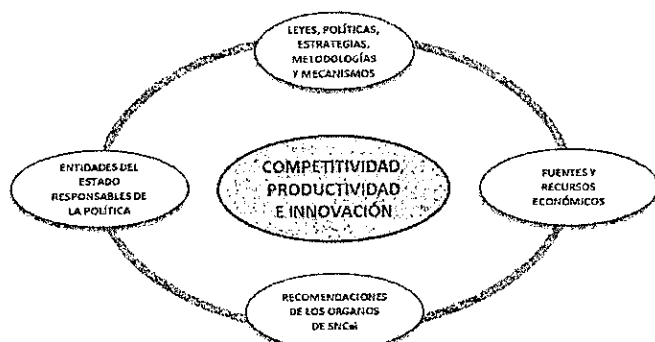 LEYES, POLÍTICAS,
ESTRATEGIAS,
METODOLOGÍAS
Y MECANISMOS
ENTIDADES DEL
ESTADO
RESPONSABLES DE
LA POLÍTICA
COMPETITIVIDAD,
PRODUCTIVIDAD
E INNOVACIÓN
FUENTES Y
RECURSOS
ECONÓMICOS
RECOMENDACIONES
DE LOS ORGANOS
DE SNCeI